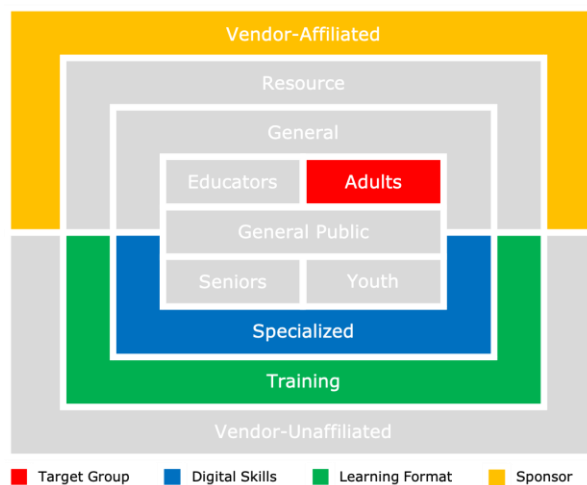 Vendor-Affiliated
Resource
General
Educators Adults
General Public
Seniors Youth
Specialized
Training
Vendor-Unaffiliated
Target Group Digital Skills Learning Format Sponsor